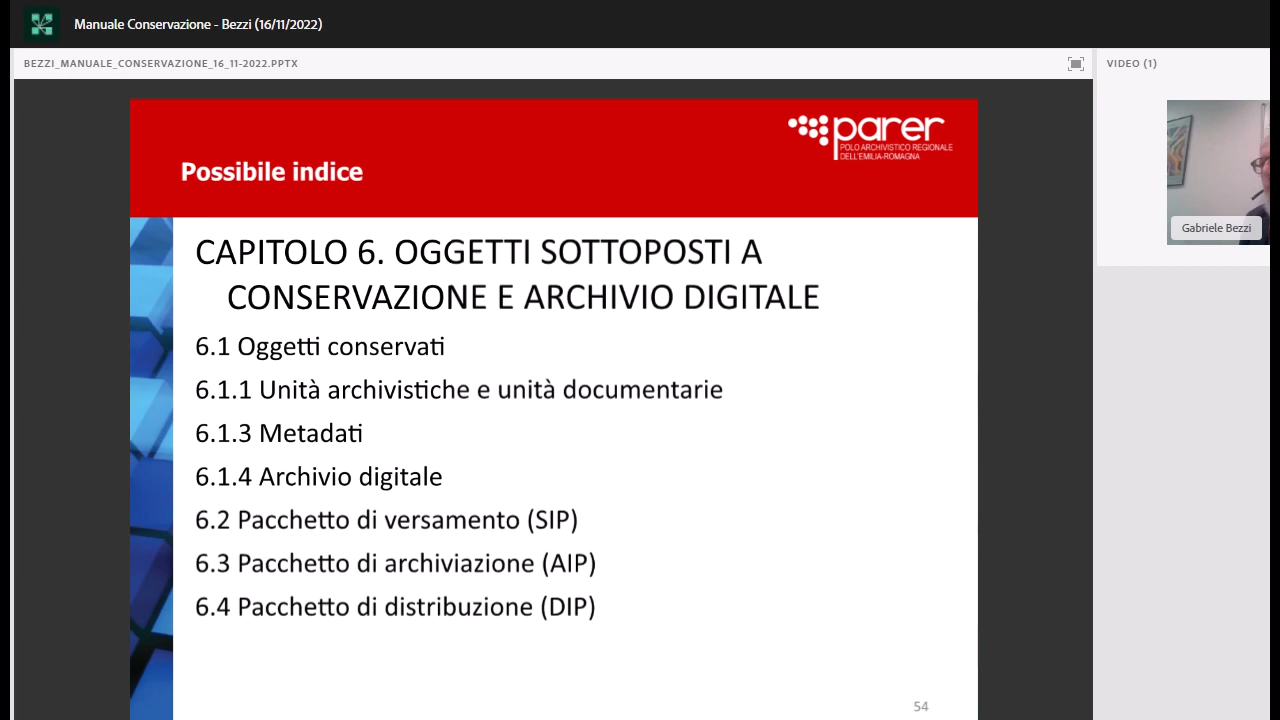 Manuale Conservazione - Bezzi (16/11/2022)
BEZZI_MANUALE_CONSERVAZIONE_16_11-2022.PPTX
VIDEO (1)
parer
POLO ARCHIVISTICO REGIONALE
DELL'EMILIA-ROMAGNA
Possibile indice
CAPITOLO 6. OGGETTI SOTTOPOSTI A
CONSERVAZIONE E ARCHIVIO DIGITALE
6.1 Oggetti conservati
6.1.1 Unità archivistiche e unità documentarie
6.1.3 Metadati
6.1.4 Archivio digitale
6.2 Pacchetto di versamento (SIP)
6.3 Pacchetto di archiviazione (AIP)
6.4 Pacchetto di distribuzione (DIP)
54
Gabriele Bezzi